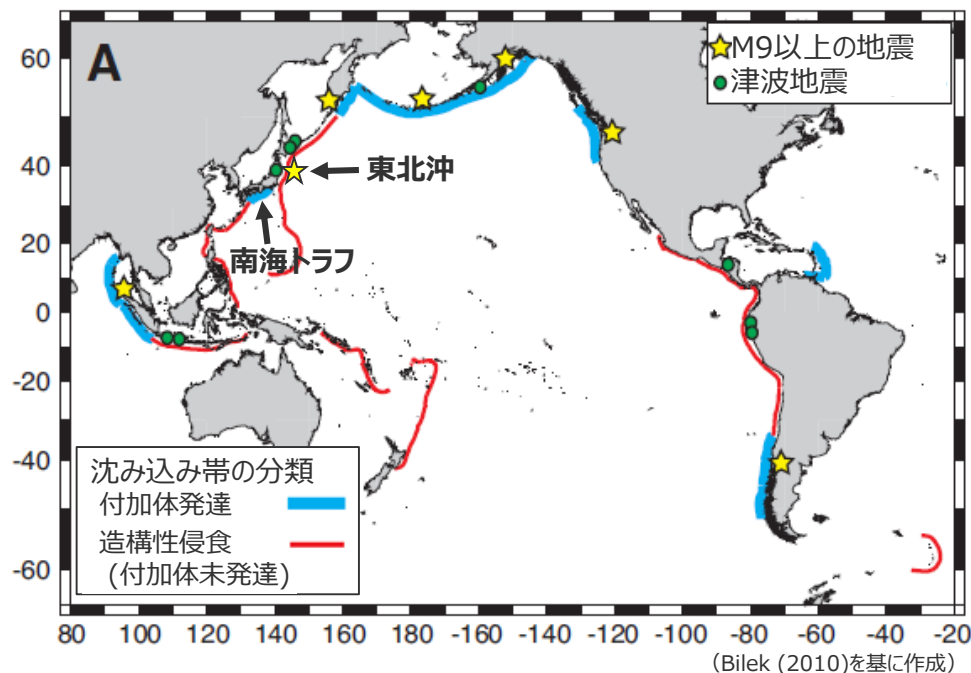 A
M9以上の地震
津波地震
東北沖
南海トラフ
沈み込み帯の分類
付加体発達
造構性侵食
(付加体未発達)
60
40
20
0
-20
-40
-60
80 100 120 140 160 180 -160 -140 -120 -100 -80 -60 -40 -20
(Bilek (2010)を基に作成)